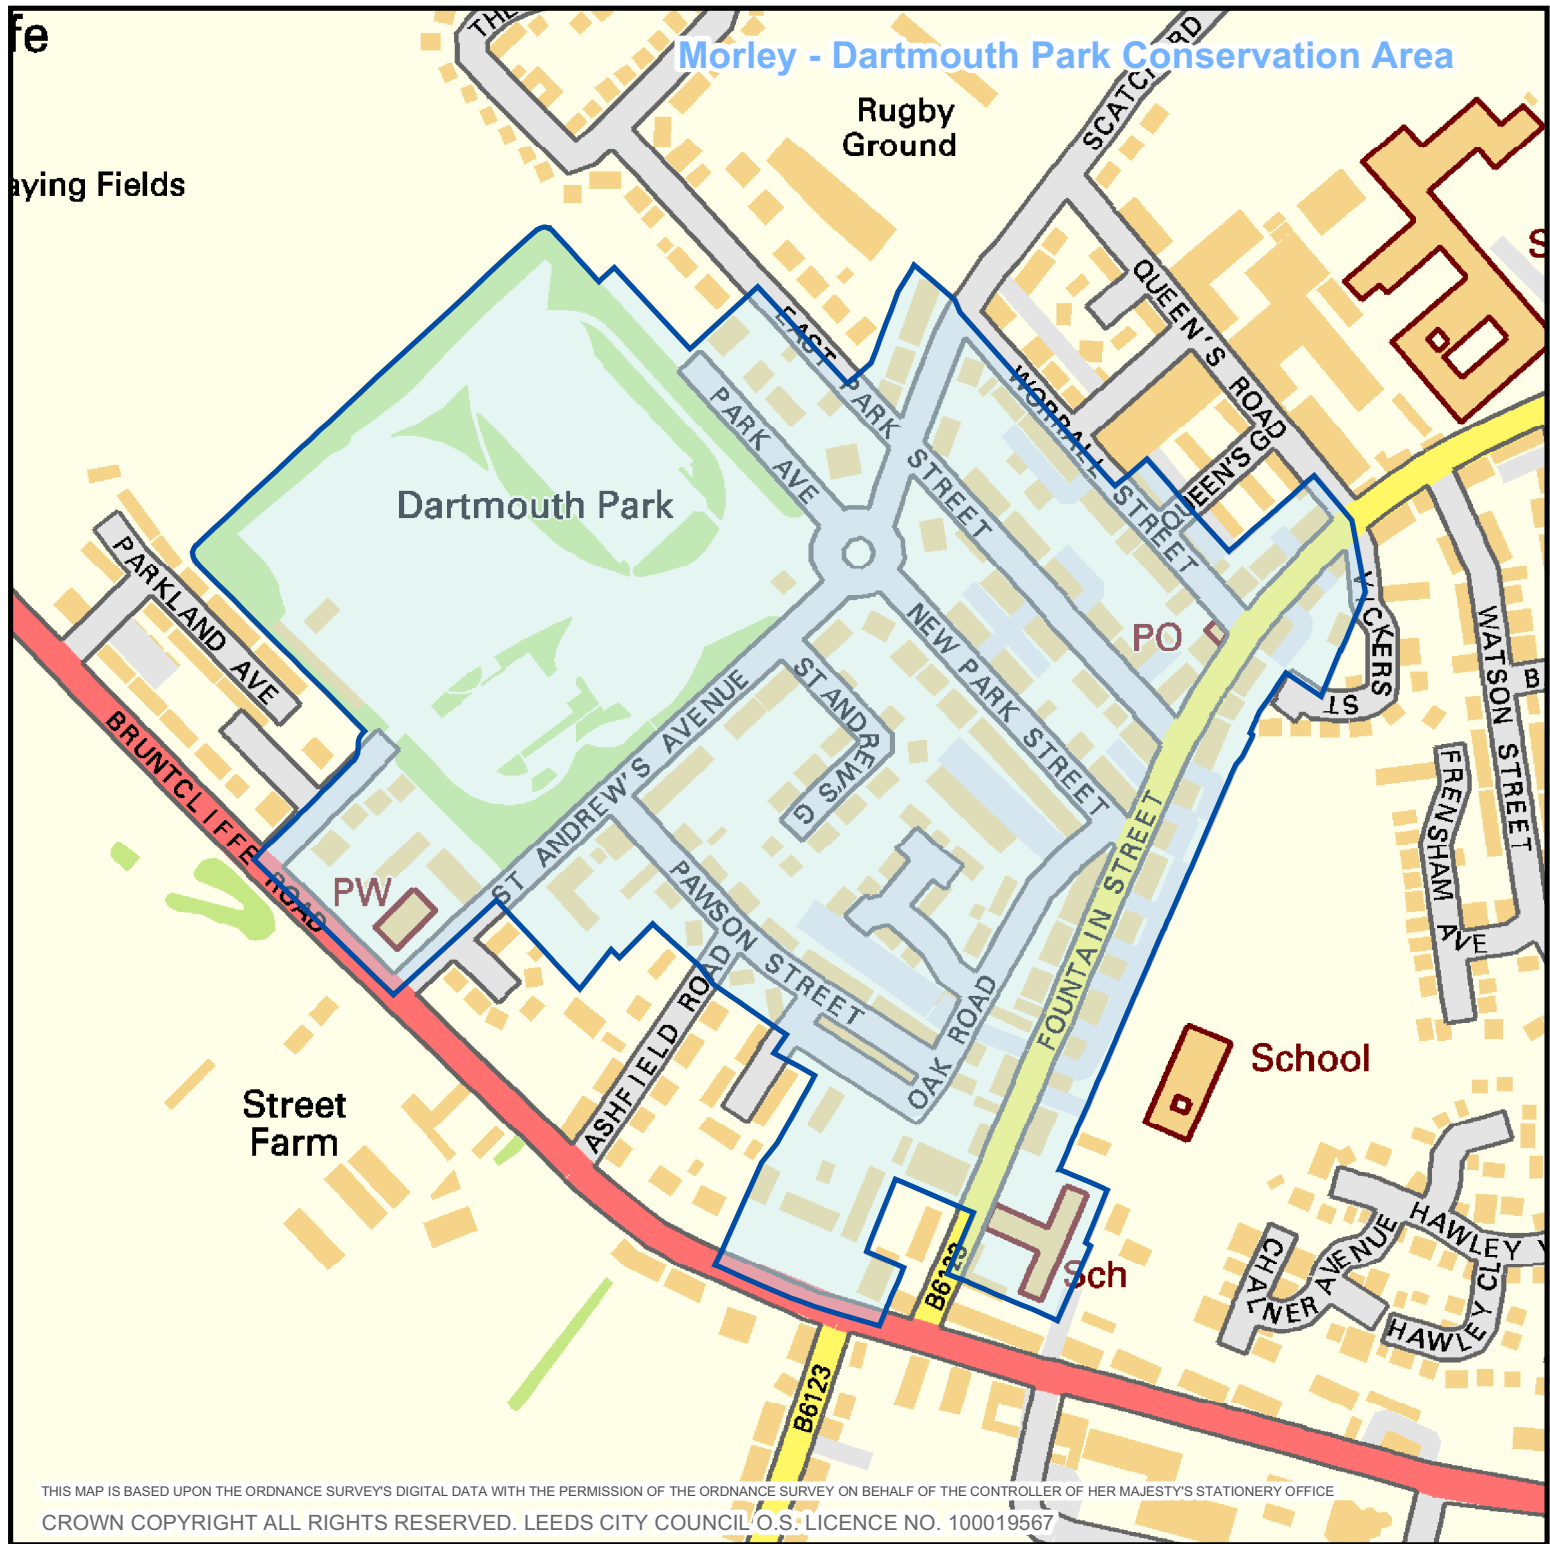 fe
THE
Morley - Dartmouth Park Conservation Area
Rugby
Ground
aying Fields
S
QUEEN'S ROAD
EAST PARK STREET
WORRALL STREET
PARK AVE
QUEEN'S G
Dartmouth Park
PARKLAND AVE
NEW PARK STREET
PO
VICKERS
ST
WATSON STREET
B
ST ANDREW'S AVENUE
ST ANDREW'S G
BRUNTCLIFFE ROAD
FRENSHAM AVE
FOUNTAIN STREET
PW
PAWSON STREET
ASHFIELD ROAD
OAK ROAD
School
Street
Farm
HAWLEY
CHALNER AVENUE
HAWLEY CL
Sch
B6123
B6123
THIS MAP IS BASED UPON THE ORDNANCE SURVEY'S DIGITAL DATA WITH THE PERMISSION OF THE ORDNANCE SURVEY ON BEHALF OF THE CONTROLLER OF HER MAJESTY'S STATIONERY OFFICE
CROWN COPYRIGHT ALL RIGHTS RESERVED. LEEDS CITY COUNCIL O.S. LICENCE NO. 100019567